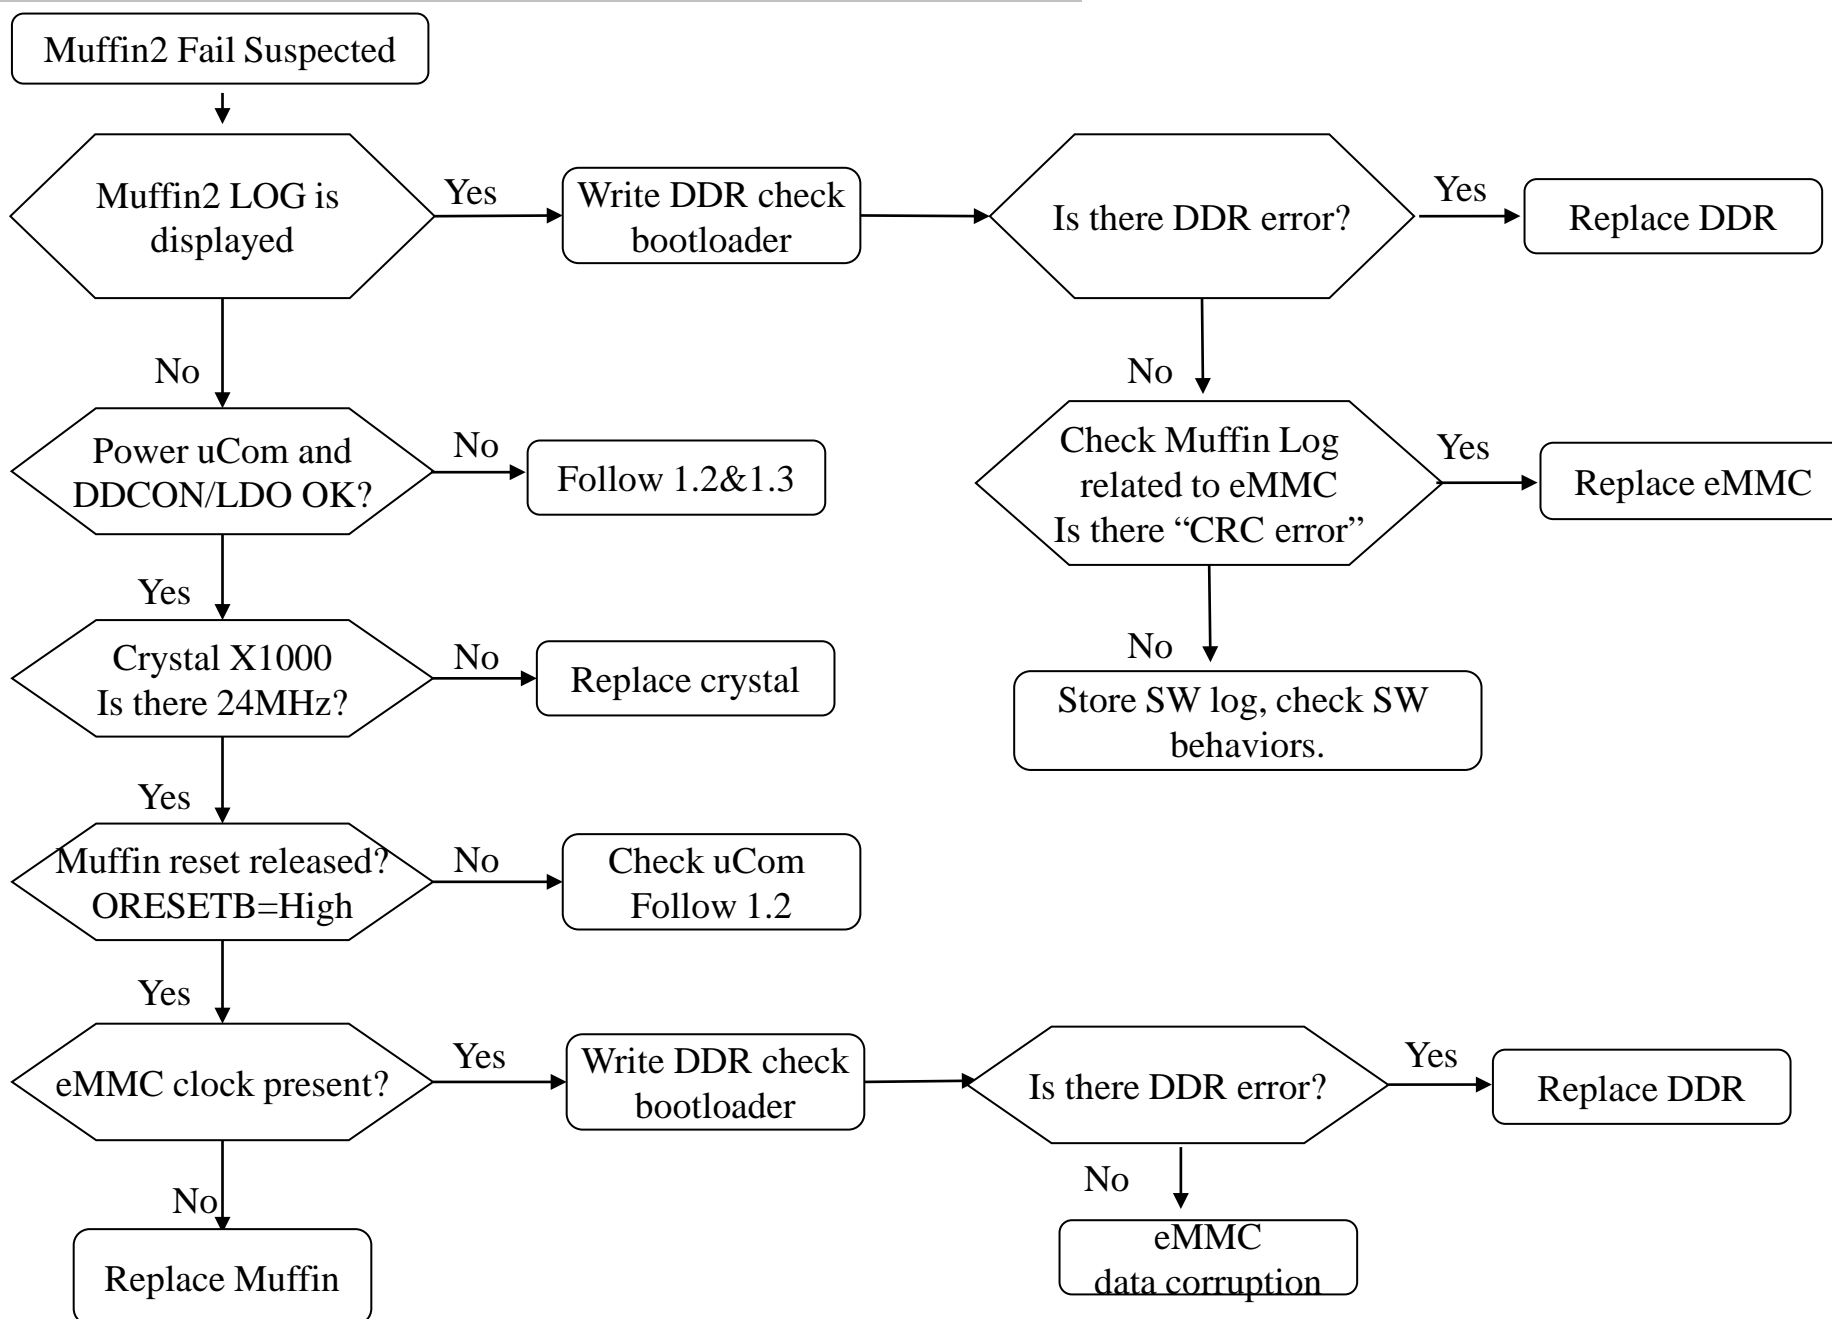 Muffin2 Fail Suspected
Muffin2 LOG is
displayed
Yes
Write DDR check
bootloader
Is there DDR error?
Yes
Replace DDR
No
No
Power uCom and
DDCON/LDO OK?
No
Follow 1.2&1.3
Check Muffin Log
related to eMMC
Is there “CRC error”
Yes
Replace eMMC
Yes
Crystal X1000
Is there 24MHz?
No
Replace crystal
No
Store SW log, check SW
behaviors.
Yes
Muffin reset released?
ORESETB=High
No
Check uCom
Follow 1.2
Yes
eMMC clock present?
Yes
Write DDR check
bootloader
Is there DDR error?
Yes
Replace DDR
No
Replace Muffin
No
eMMC
data corruption